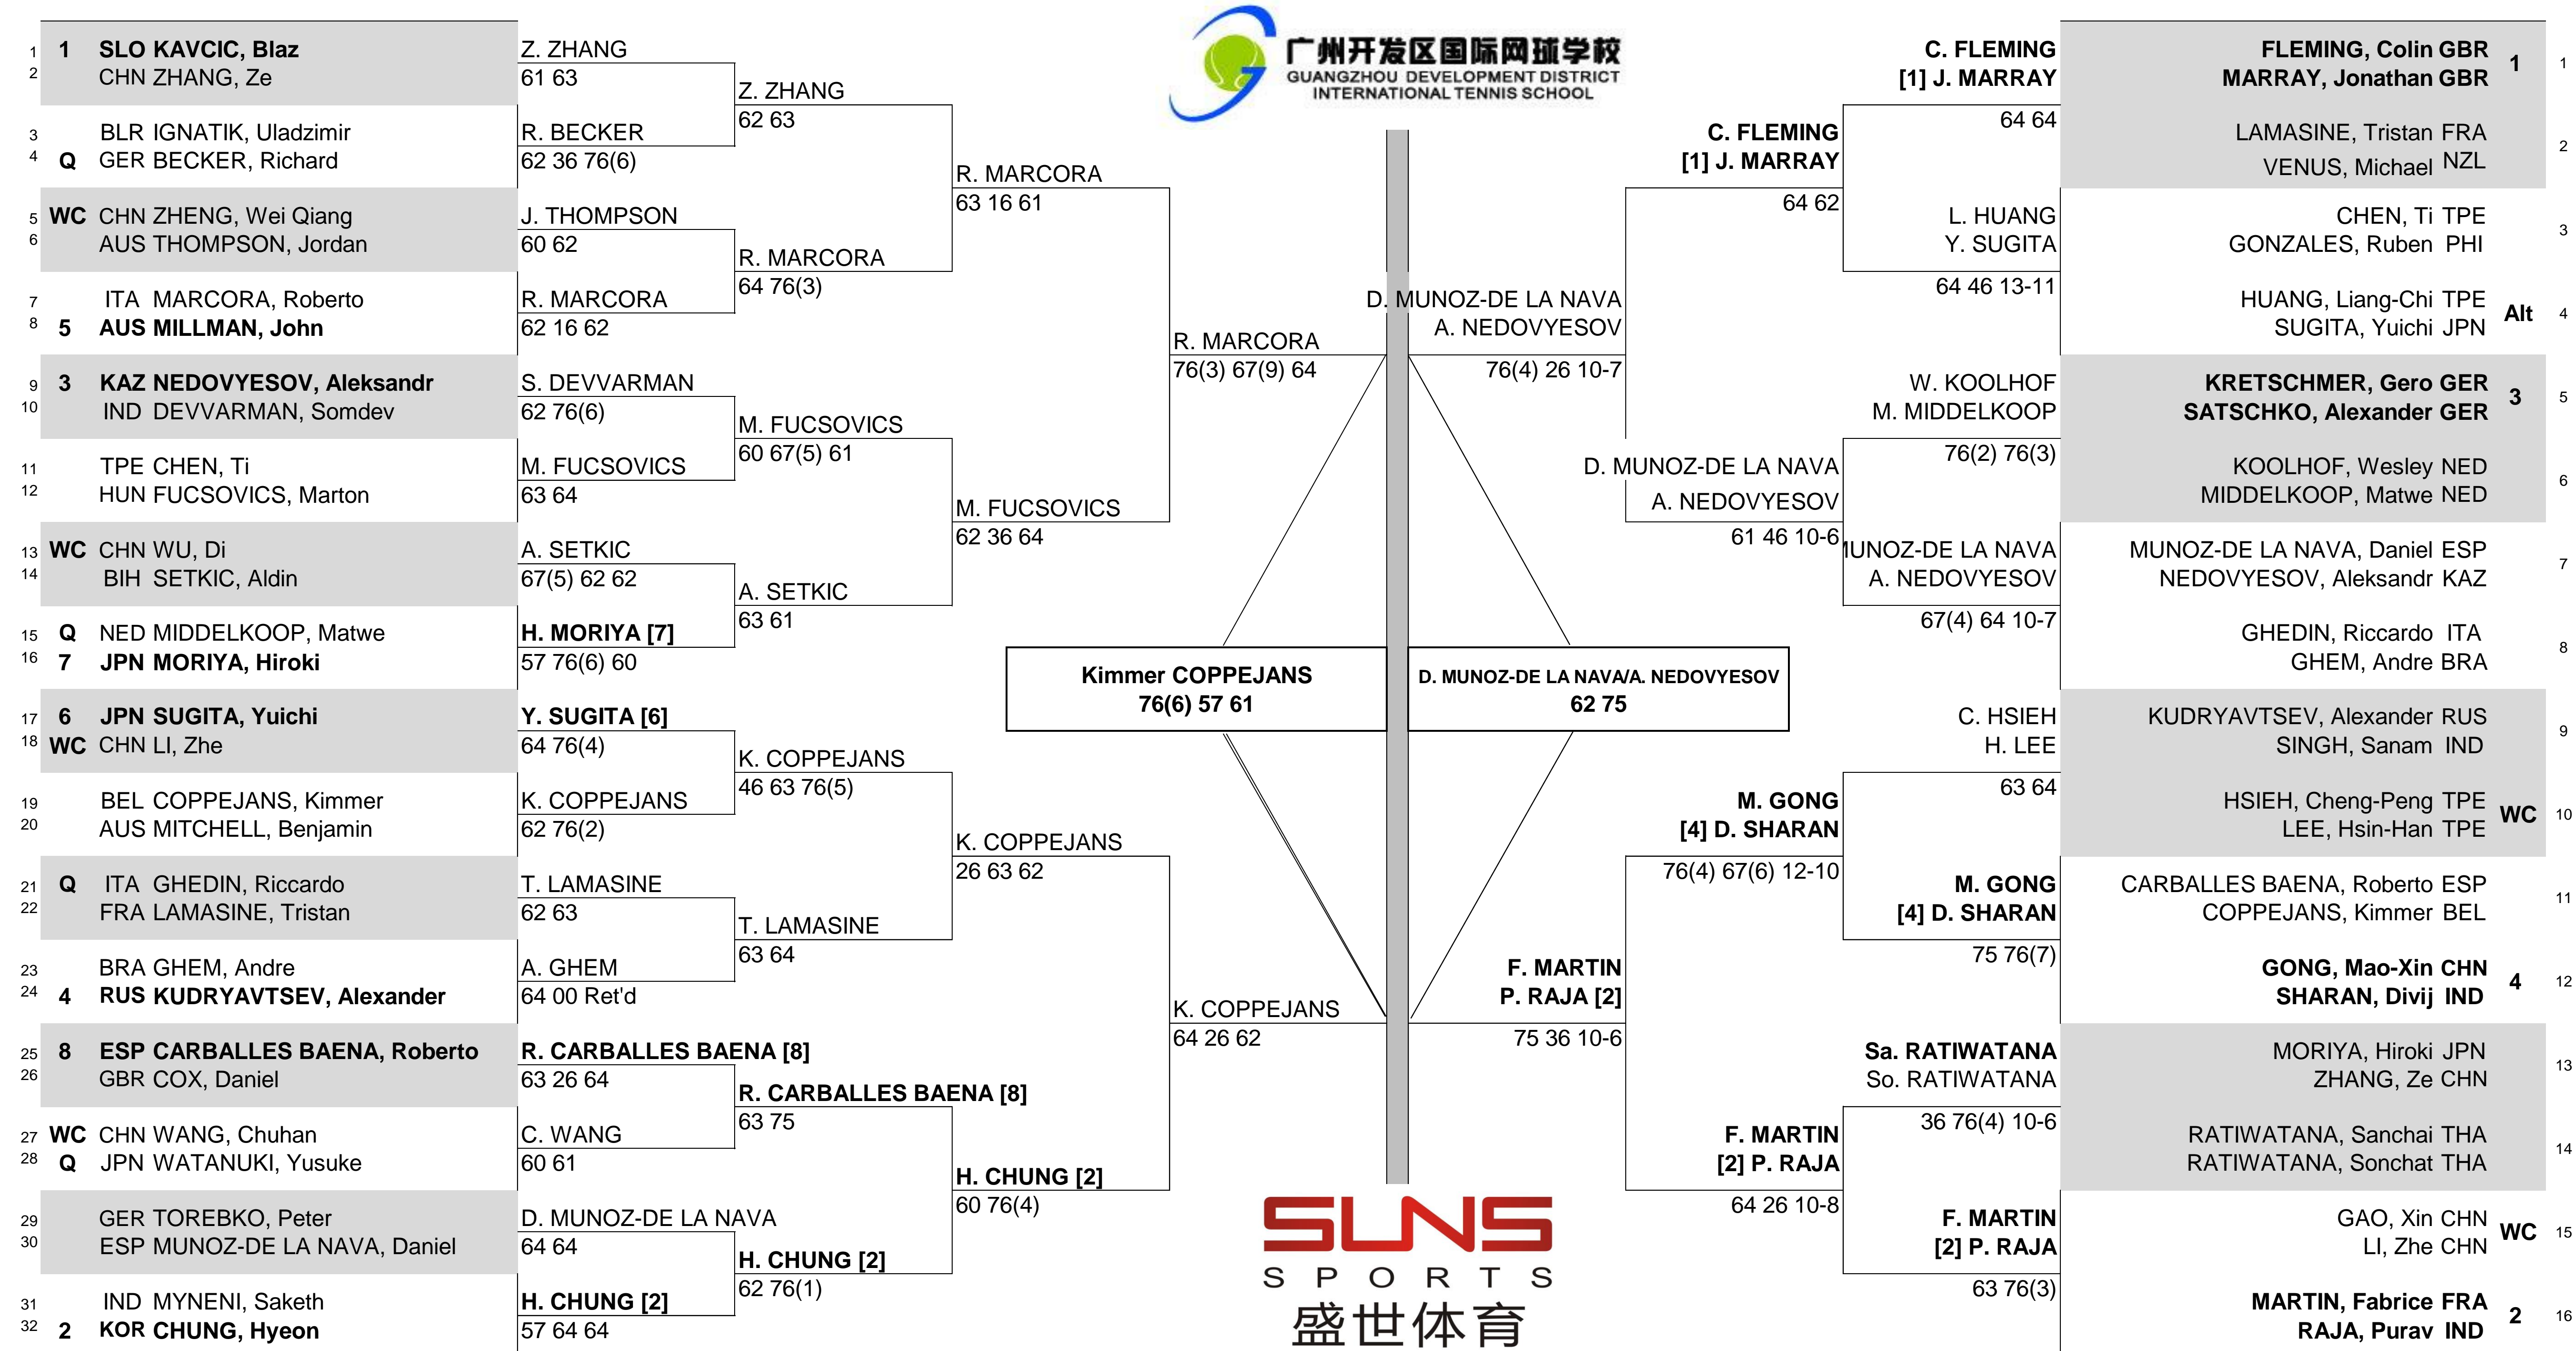 广州开发区国际网球学校
GUANGZHOU DEVELOPMENT DISTRICT
INTERNATIONAL TENNIS SCHOOL
1 1 SLO KAVCIC, Blaz
2 CHN ZHANG, Ze
3 BLR IGNATIK, Uladzimir
4 Q GER BECKER, Richard
5 WC CHN ZHENG, Wei Qiang
6 AUS THOMPSON, Jordan
7 ITA MARCORA, Roberto
8 5 AUS MILLMAN, John
9 3 KAZ NEDOVYESOV, Aleksandr
10 IND DEVVARMAN, Somdev
11 TPE CHEN, Ti
12 HUN FUCSOVICS, Marton
13 WC CHN WU, Di
14 BIH SETKIC, Aldin
15 Q NED MIDDELKOOP, Matwe
16 7 JPN MORIYA, Hiroki
17 6 JPN SUGITA, Yuichi
18 WC CHN LI, Zhe
19 BEL COPPEJANS, Kimmer
20 AUS MITCHELL, Benjamin
21 Q ITA GHEDIN, Riccardo
22 FRA LAMASINE, Tristan
23 BRA GHEM, Andre
24 4 RUS KUDRYAVTSEV, Alexander
25 8 ESP CARBALLES BAENA, Roberto
26 GBR COX, Daniel
27 WC CHN WANG, Chuhan
28 Q JPN WATANUKI, Yusuke
29 GER TOREBKO, Peter
30 ESP MUNOZ-DE LA NAVA, Daniel
31 IND MYNENI, Saketh
32 2 KOR CHUNG, Hyeon
Z. ZHANG
61 63
R. BECKER
62 36 76(6)
J. THOMPSON
60 62
R. MARCORA
62 16 62
S. DEVVARMAN
62 76(6)
M. FUCSOVICS
63 64
A. SETKIC
67(5) 62 62
H. MORIYA [7]
57 76(6) 60
Y. SUGITA [6]
64 76(4)
K. COPPEJANS
62 76(2)
T. LAMASINE
62 63
A. GHEM
64 00 Ret'd
R. CARBALLES BAENA [8]
63 26 64
C. WANG
60 61
D. MUNOZ-DE LA NAVA
64 64
H. CHUNG [2]
57 64 64
Z. ZHANG
62 63
R. MARCORA
64 76(3)
M. FUCSOVICS
60 67(5) 61
A. SETKIC
63 61
K. COPPEJANS
46 63 76(5)
T. LAMASINE
63 64
R. CARBALLES BAENA [8]
63 75
H. CHUNG [2]
62 76(1)
R. MARCORA
63 16 61
M. FUCSOVICS
62 36 64
K. COPPEJANS
26 63 62
H. CHUNG [2]
60 76(4)
R. MARCORA
76(3) 67(9) 64
K. COPPEJANS
64 26 62
Kimmer COPPEJANS
76(6) 57 61
D. MUNOZ-DE LA NAVA/A. NEDOVYESOV
62 75
D. MUNOZ-DE LA NAVA
A. NEDOVYESOV
76(4) 26 10-7
F. MARTIN
P. RAJA [2]
75 36 10-6
C. FLEMING
[1] J. MARRAY
64 62
D. MUNOZ-DE LA NAVA
A. NEDOVYESOV
61 46 10-6
M. GONG
[4] D. SHARAN
76(4) 67(6) 12-10
F. MARTIN
[2] P. RAJA
64 26 10-8
C. FLEMING
[1] J. MARRAY
64 64
L. HUANG
Y. SUGITA
64 46 13-11
W. KOOLHOF
M. MIDDELKOOP
76(2) 76(3)
MUNOZ-DE LA NAVA
A. NEDOVYESOV
67(4) 64 10-7
C. HSIEH
H. LEE
63 64
M. GONG
[4] D. SHARAN
75 76(7)
Sa. RATIWATANA
So. RATIWATANA
36 76(4) 10-6
F. MARTIN
[2] P. RAJA
63 76(3)
FLEMING, Colin GBR
MARRAY, Jonathan GBR 1 1
LAMASINE, Tristan FRA
VENUS, Michael NZL 2
CHEN, Ti TPE
GONZALES, Ruben PHI 3
HUANG, Liang-Chi TPE
SUGITA, Yuichi JPN Alt 4
KRETSCHMER, Gero GER
SATSCHKO, Alexander GER 3 5
KOOLHOF, Wesley NED
MIDDELKOOP, Matwe NED 6
MUNOZ-DE LA NAVA, Daniel ESP
NEDOVYESOV, Aleksandr KAZ 7
GHEDIN, Riccardo ITA
GHEM, Andre BRA 8
KUDRYAVTSEV, Alexander RUS
SINGH, Sanam IND 9
HSIEH, Cheng-Peng TPE
LEE, Hsin-Han TPE WC 10
CARBALLES BAENA, Roberto ESP
COPPEJANS, Kimmer BEL 11
GONG, Mao-Xin CHN
SHARAN, Divij IND 4 12
MORIYA, Hiroki JPN
ZHANG, Ze CHN 13
RATIWATANA, Sanchai THA
RATIWATANA, Sonchat THA 14
GAO, Xin CHN
LI, Zhe CHN WC 15
MARTIN, Fabrice FRA
RAJA, Purav IND 2 16
SUNS
SPORTS
盛世体育